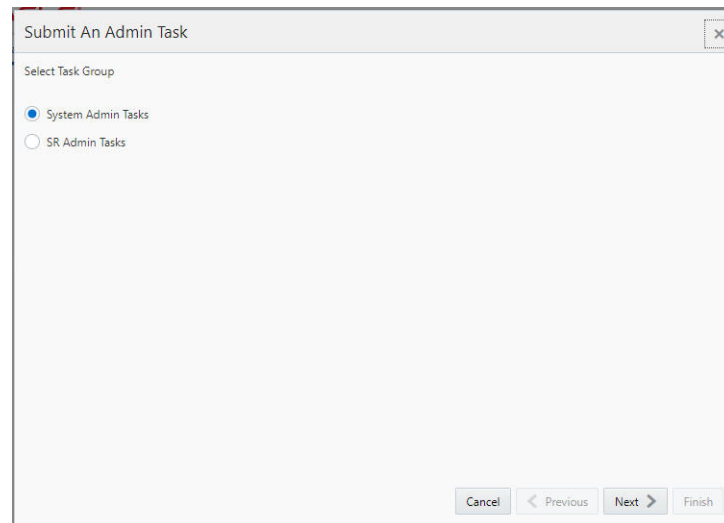 Submit An Admin Task
Select Task Group
System Admin Tasks
SR Admin Tasks
Cancel Previous Next Finish